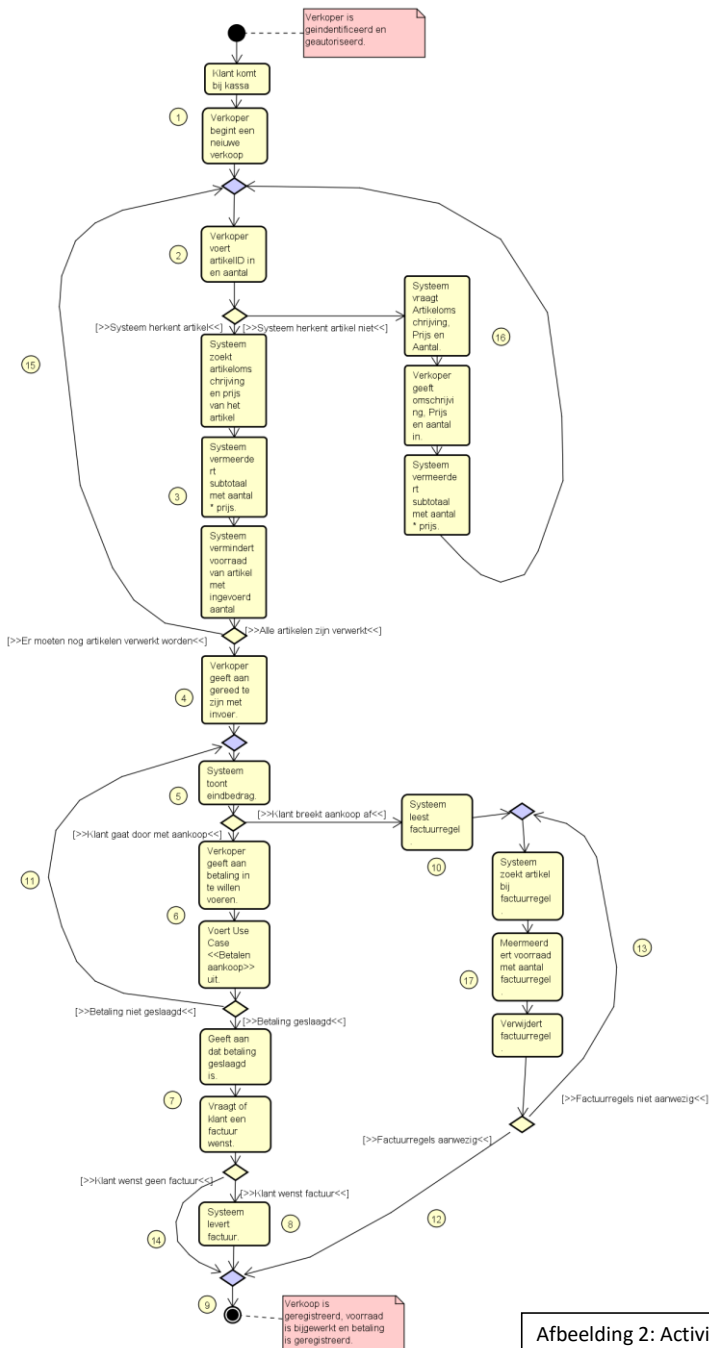 Verkoper is
geindentificeerd en
geautoriseerd.
Klant komt
bij kassa
1
Verkoper
begint een
neiuwe
verkoop
2
Verkoper
voert
artikelID in
en aantal
[>>Systeem herkent artikel<<]
[>>Systeem herkent artikel niet<<]
Systeem
vraagt
Artikeloms
chrijving,
Prijs en
Aantal.
16
15
Systeem
zoekt
artikeloms
chrijving
en prijs
van het
artikel
Verkoper
geeft
omschrijvi
ng, Prijs
en aantal
in.
3
Systeem
vermeerde
rt
subtotaal
met aantal
* prijs.
Systeem
vermeerde
rt
subtotaal
met aantal
* prijs.
Systeem
vermindert
voorraad
van artikel
met
ingevoerd
aantal
[>>Er moeten nog artikelen verwerkt worden<<]
[>>Alle artikelen zijn verwerkt<<]
4
Verkoper
geeft aan
gereed te
zijn met
invoer.
5
Systeem
toont
eindbedrag.
[>>Klant breekt aankoop af<<]
Systeem
leest
factuurregel
.
10
[>>Klant gaat door met aankoop<<]
11
Verkoper
geeft aan
betaling in
te willen
voeren.
Systeem
zoekt artikel
bij
factuurregel
.
6
Voert Use
Case
<<Betalen
aankoop>>
uit.
13
17
Meermeerd
ert voorraad
met aantal
factuurregel
.
[>>Betaling niet geslaagd<<]
[>>Betaling geslaagd<<]
Verwijdert
factuurregel
.
Geeft aan
dat betaling
geslaagd
is.
7
Vraagt of
klant een
factuur
wenst.
[>>Factuurregels niet aanwezig<<]
[>>Factuurregels aanwezig<<]
[>>Klant wenst geen factuur<<]
[>>Klant wenst factuur<<]
14
Systeem
levert
factuur.
8
12
9
Verkoop is
geregistreerd, voorraad
is bijgewerkt en betaling
is geregistreerd.
Afbeelding 2: Activi